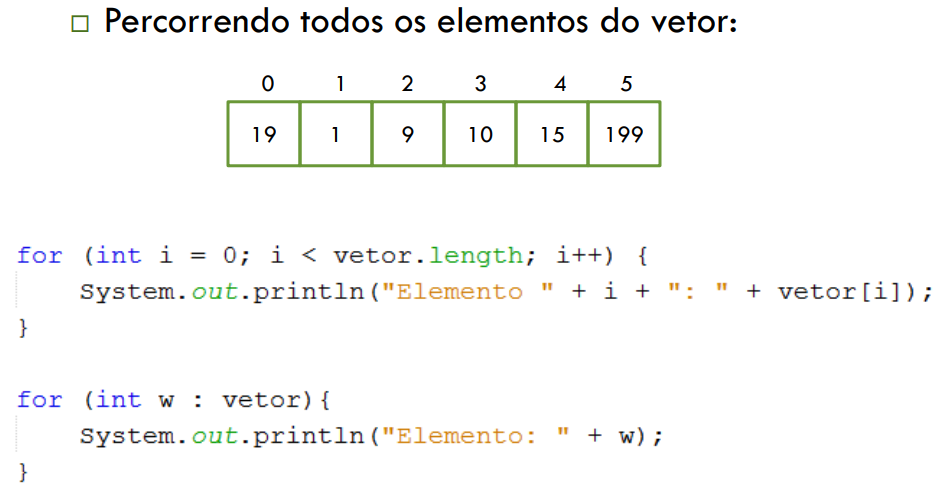 Percorrendo todos os elementos do vetor:
0 1 2 3 4 5
19 1 9 10 15 199
for (int i = 0; i < vetor.length; i++) {
System.out.println("Elemento " + i + ": " + vetor[i]);
}
for (int w : vetor){
System.out.println("Elemento: " + w);
}